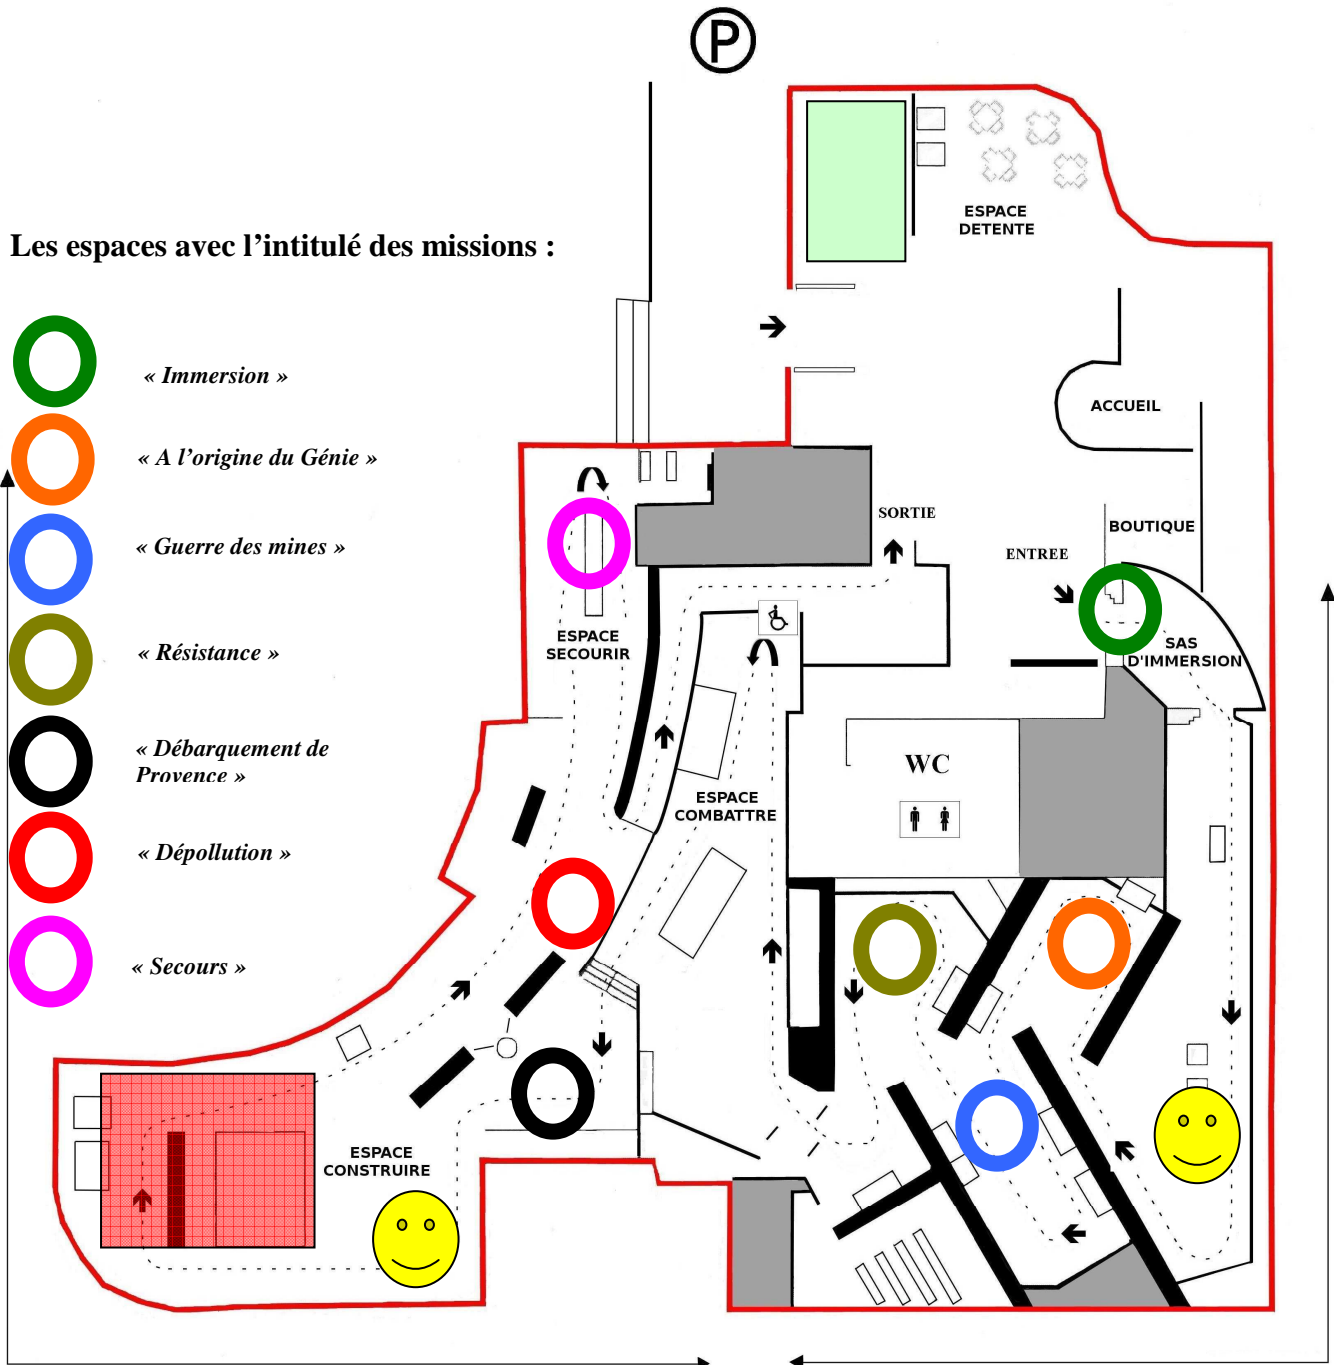 P
ESPACE
DETENTE
Les espaces avec l’intitulé des missions :
« Immersion »
ACCUEIL
« A l’origine du Génie »
SORTIE
BOUTIQUE
ENTREE
« Guerre des mines »
ESPACE
SECOURIR
SAS
D'IMMERSION
« Résistance »
« Débarquement de
Provence »
WC
ESPACE
COMBATTRE
« Dépollution »
« Secours »
ESPACE
CONSTRUIRE